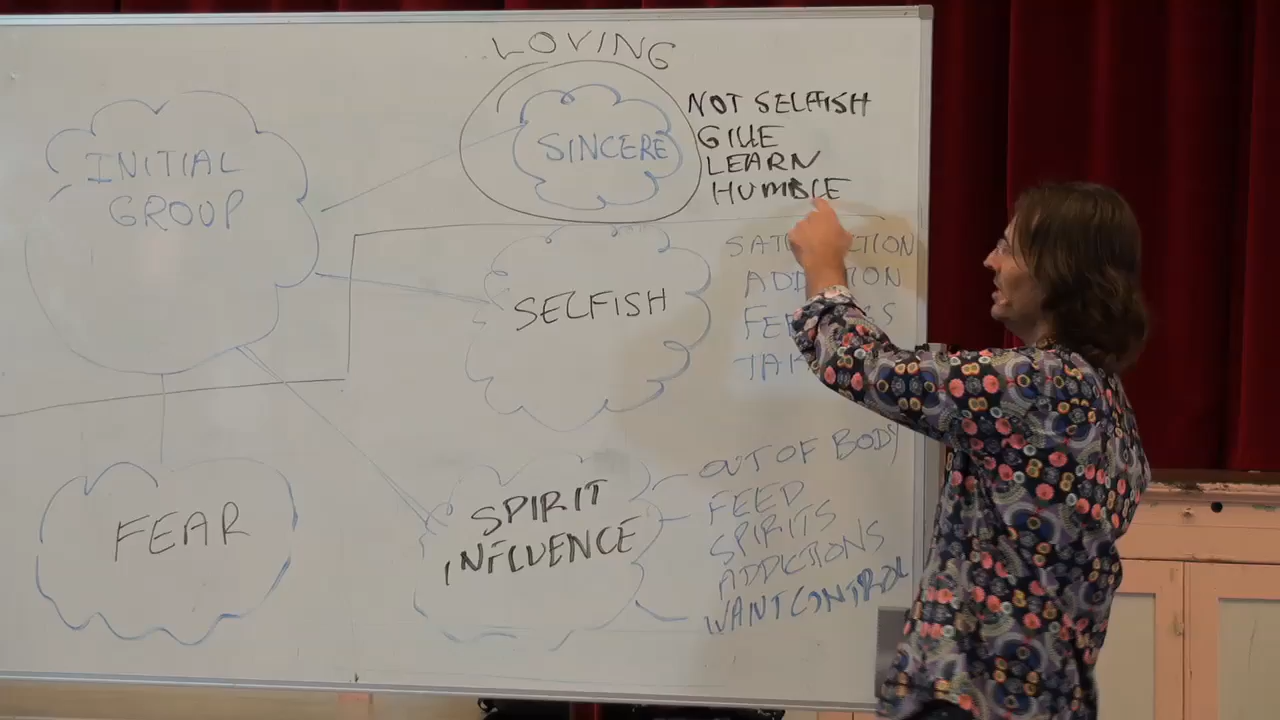 LOVING
INITIAL
GROUP
SINCERE
NOT SELFISH
GIVE
LEARN
HUMBLE
SELFISH
FEAR
SPIRIT
INFLUENCE
OUT OF BODY
FEED
SPIRITS
ADDICTIONS
WANT CONTROL